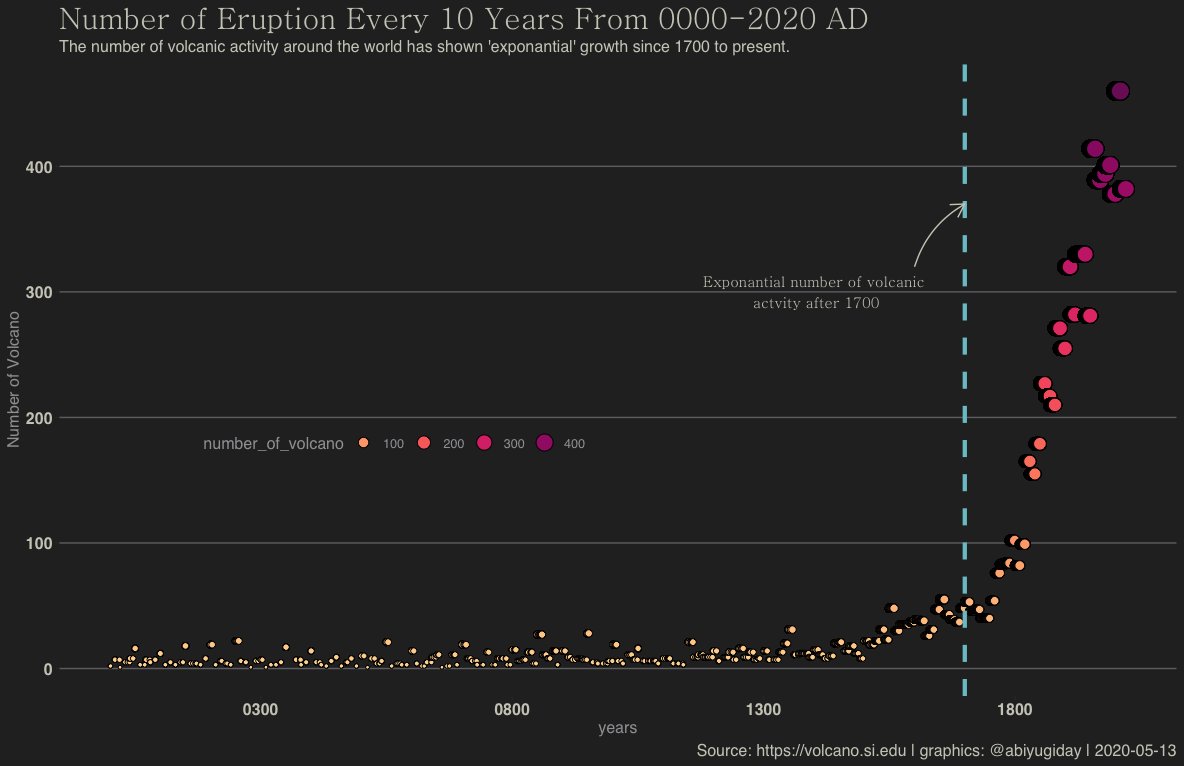 Number of Eruption Every 10 Years From 0000-2020 AD
The number of volcanic activity around the world has shown 'exponantial' growth since 1700 to present.
Number of Volcano
400
300
200
100
0
Exponantial number of volcanic
actvity after 1700
number_of_volcano 100 200 300 400
0300 0800 1300 1800
years
Source: https://volcano.si.edu | graphics: @abiyugiday | 2020-05-13